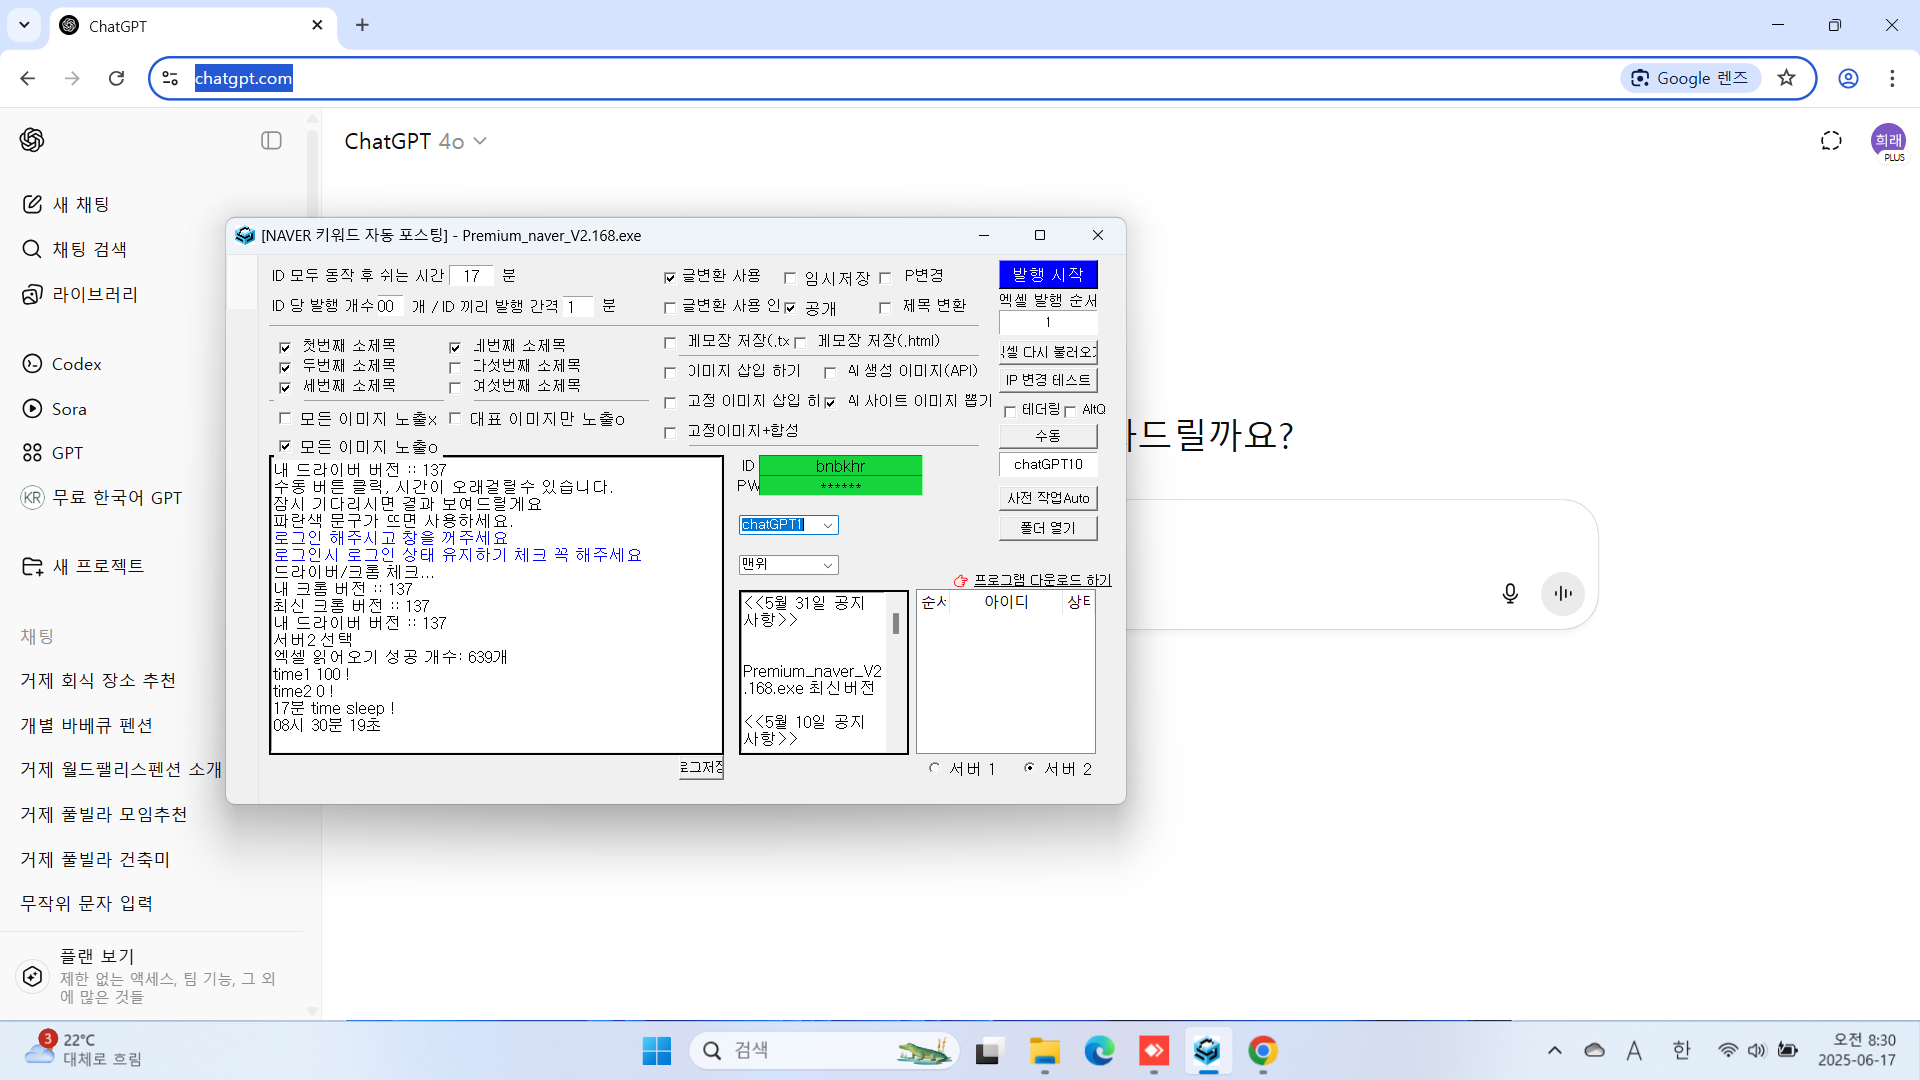 ChatGPT
chatgpt.com
Google 렌즈
ChatGPT 4o
희래
PLUS
새 채팅
채팅 검색
라이브러리
Codex
Sora
GPT
KR 무료 한국어 GPT
새 프로젝트
채팅
거제 회식 장소 추천
개별 바베큐 펜션
거제 월드팰리스펜션 소개
거제 풀빌라 모임추천
거제 풀빌라 건축미
무작위 문자 입력
플랜 보기
제한 없는 액세스, 팀 기능, 그 외
에 많은 것들
드릴까요?
[NAVER 키워드 자동 포스팅] - Premium_naver_V2.168.exe
ID 모두 동작 후 쉬는 시간 17 분
ID 당 발행 개수 00 개 / ID 끼리 발행 간격 1 분
글변환 사용 임시저장 P변경
글변환 사용 인 공개 제목 변환
첫번째 소제목 네번째 소제목
두번째 소제목 다섯번째 소제목
세번째 소제목 여섯번째 소제목
모든 이미지 노출x 대표 이미지만 노출o
모든 이미지 노출o
메모장 저장(.tx 메모장 저장(.html)
이미지 삽입 하기 AI 생성 이미지(API)
고정 이미지 삽입 히 AI 사이트 이미지 뽑기
고정이미지+합성
발행 시작
엑셀 발행 순서
1
셀 다시 불러오
IP 변경 테스트
테더링 AltQ
수동
chatGPT10
사전 작업Auto
폴더 열기
내 드라이버 버전 :: 137
수동 버튼 클릭, 시간이 오래걸릴수 있습니다.
잠시 기다리시면 결과 보여드릴게요
파란색 문구가 뜨면 사용하세요.
로그인 해주시고 창을 꺼주세요
로그인시 로그인 상태 유지하기 체크 꼭 해주세요
드라이버/크롬 체크...
내 크롬 버전 :: 137
최신 크롬 버전 :: 137
내 드라이버 버전 :: 137
서버2 선택
엑셀 읽어오기 성공 개수: 639개
time1 100 !
time2 0 !
17분 time sleep !
08시 30분 19초
로그저장
ID bnbkhr
PW ******
chatGPT1
맨위
프로그램 다운로드 하기
<<5월 31일 공지
사항>>
Premium_naver_V2
.168.exe 최신버전
<<5월 10일 공지
사항>>
순서 아이디 상태
서버 1 서버 2
3
22°C
대체로 흐림
검색
A
한
오전 8:30
2025-06-17